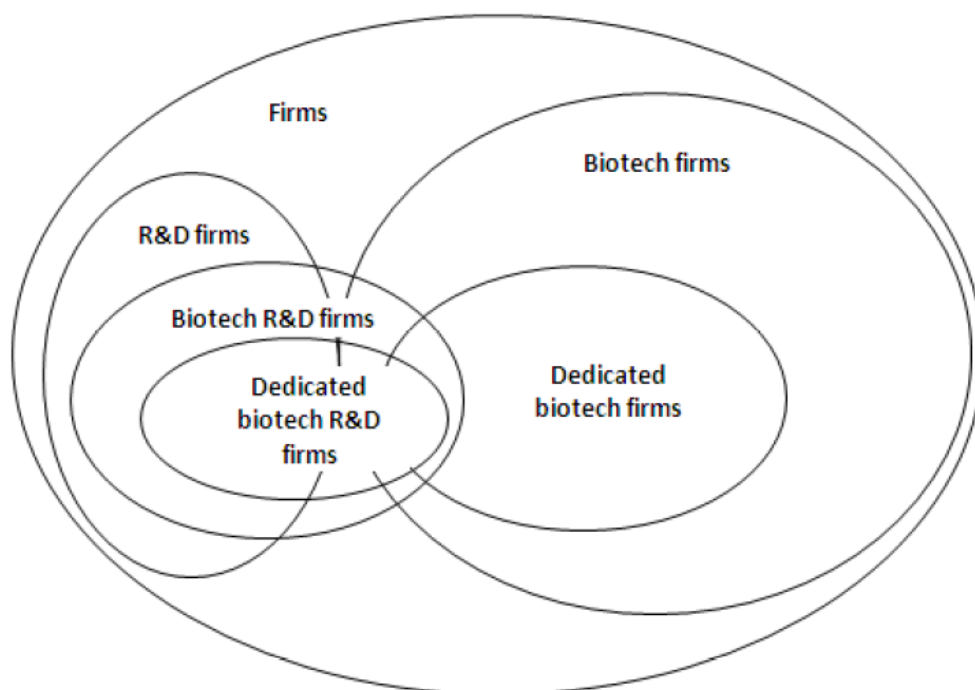 Firms
Biotech firms
R&D firms
Biotech R&D firms
Dedicated
biotech R&D
firms
Dedicated
biotech firms